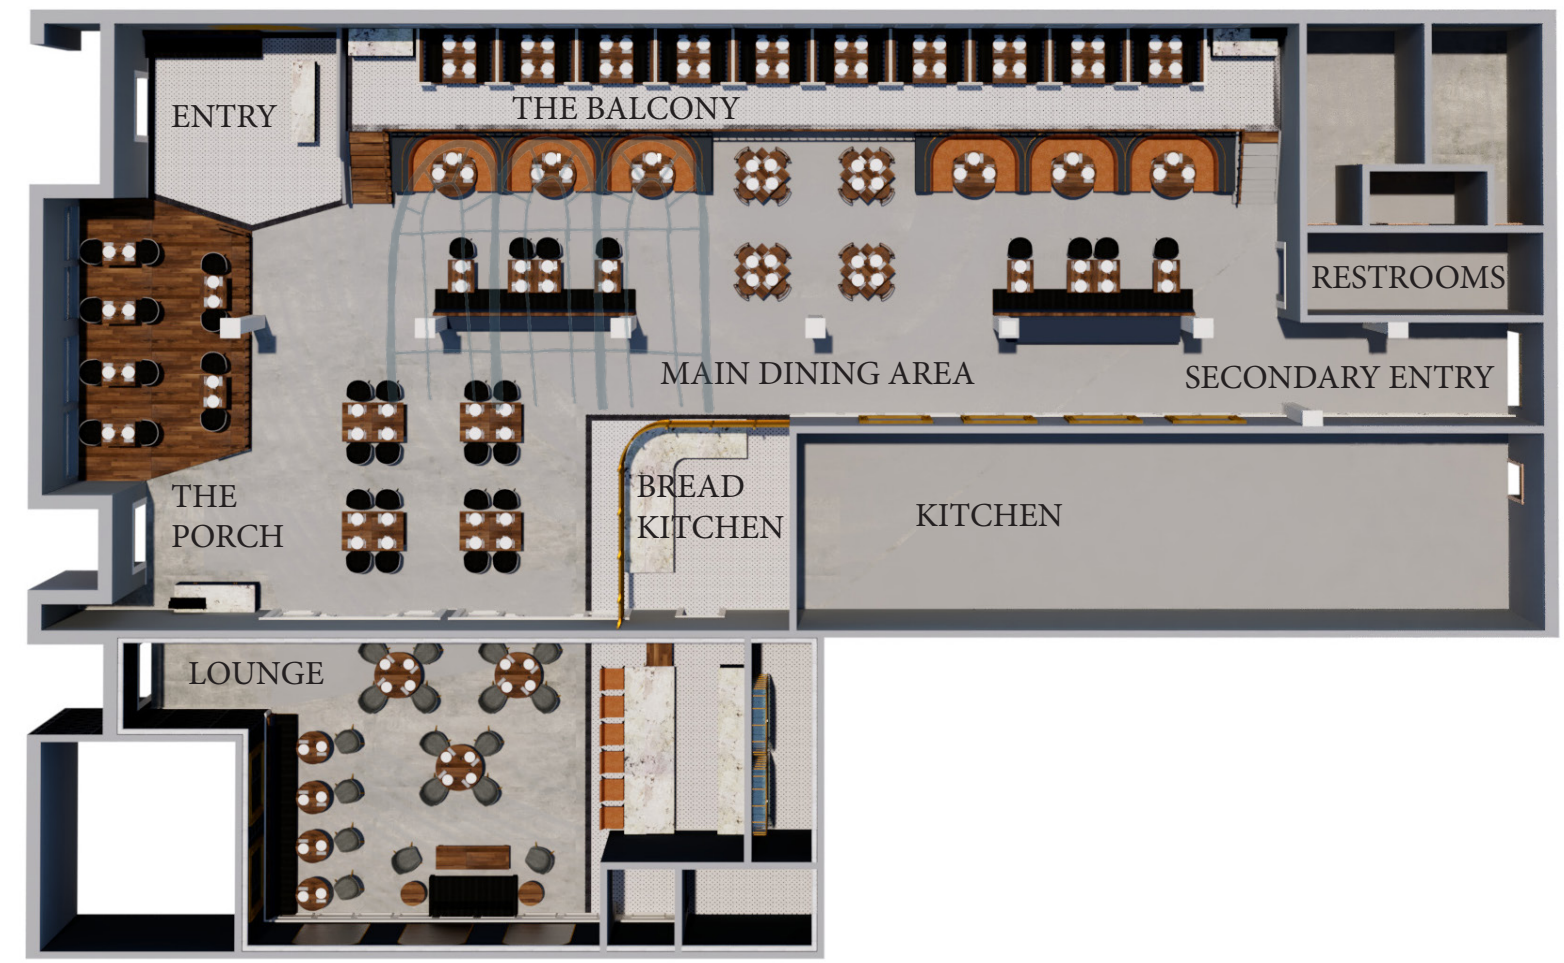 ENTRY
THE BALCONY
RESTROOMS
MAIN DINING AREA
SECONDARY ENTRY
THE
PORCH
BREAD
KITCHEN
KITCHEN
LOUNGE